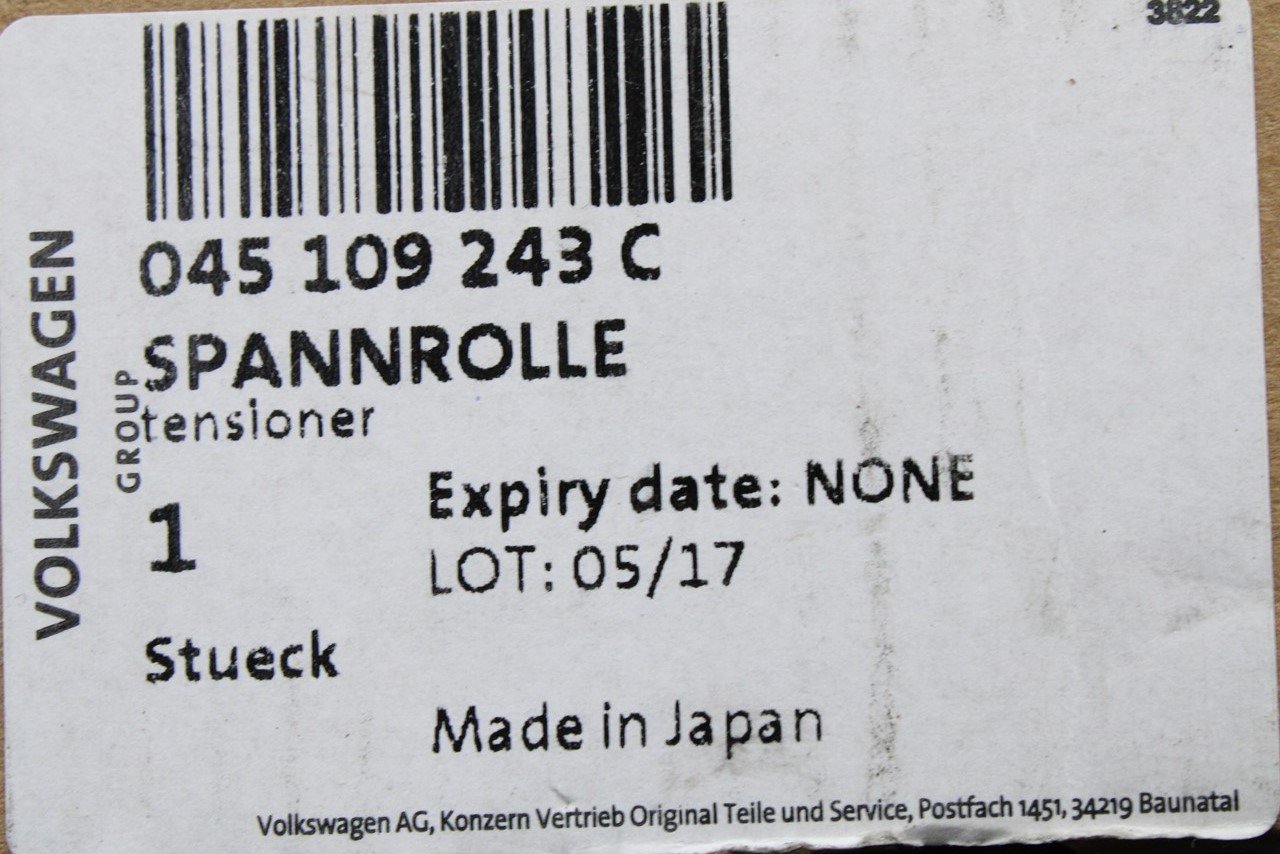 3822
045 109 243 C
SPANNROLLE
tensioner
VOLKSWAGEN
GROUP
Expiry date: NONE
1
LOT: 05/17
Stueck
Made in Japan
Volkswagen AG, Konzern Vertrieb Original Teile und Service, Postfach 1451, 34219 Baunatal